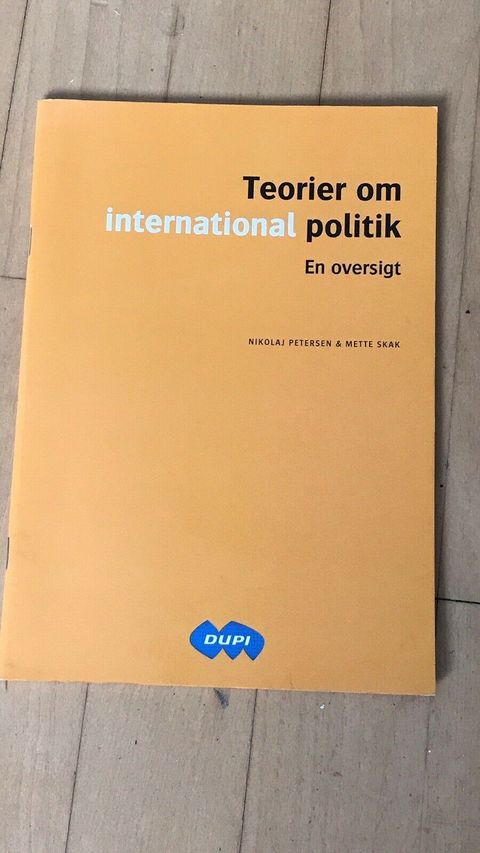 Teorier om
international politik
En oversigt
NIKOLAJ PETERSEN & METTE SKAK
DUPI